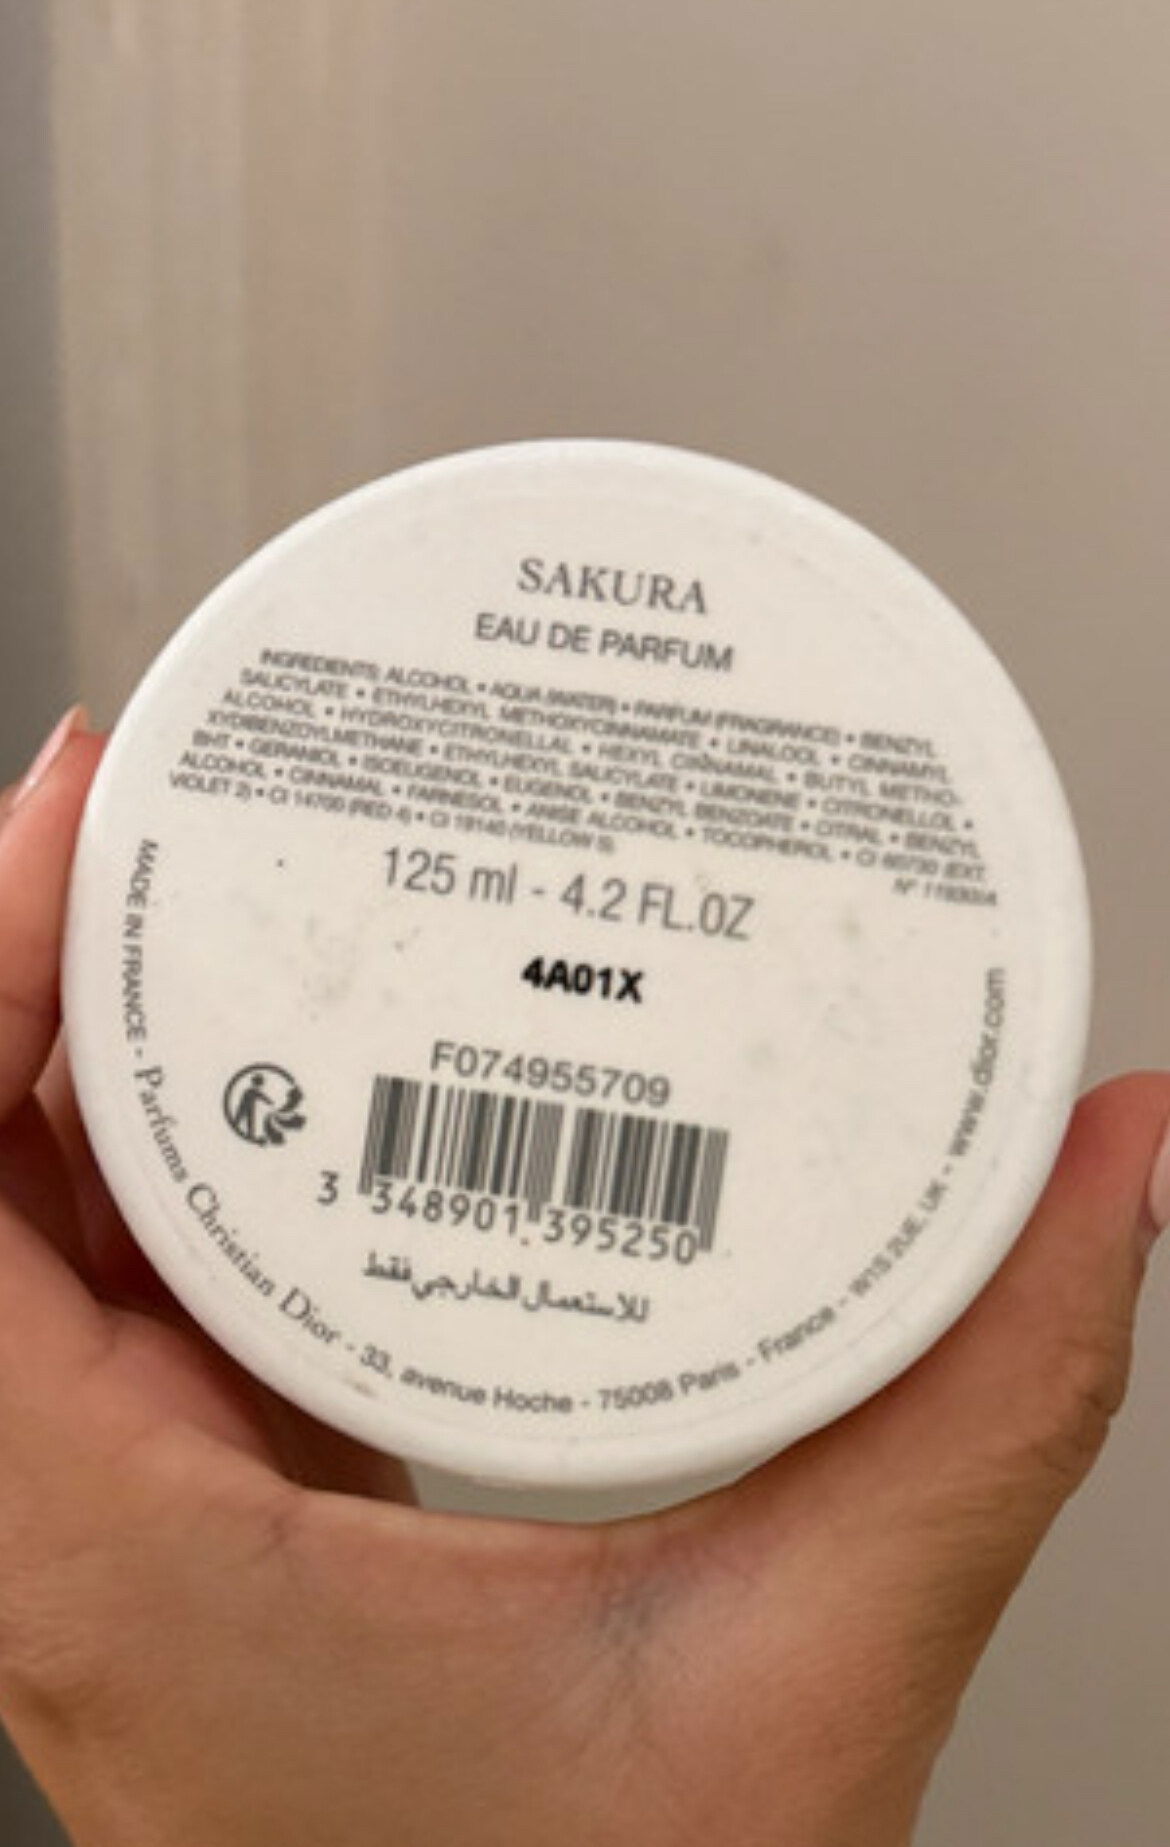 SAKURA
EAU DE PARFUM
INGREDIENTS: ALCOHOL • AQUA (WATER) • PARFUM (FRAGRANCE) • BENZYL
SALICYLATE • ETHYLHEXYL METHOXYCINNAMATE • LINALOOL • CINNAMYL
ALCOHOL • HYDROXYCITRONELLAL • HEXYL CINNAMAL • BUTYL METHO-
XYDIBENZOYLMETHANE • ETHYLHEXYL SALICYLATE • LIMONENE • CITRONELLOL •
BHT • GERANIOL • ISOEUGENOL • EUGENOL • BENZYL BENZOATE • CITRAL • BENZYL
ALCOHOL • CINNAMAL • FARNESOL • ANISE ALCOHOL • TOCOPHEROL • CI 60730 (EXT.
VIOLET 2) • CI 14700 (RED 4) • CI 19140 (YELLOW 5)
N°
125 ml - 4.2 FL.OZ
4A01X
F074955709
3 348901 395250
للاستعمال الخارجي فقط
MADE IN FRANCE - Parfums Christian Dior - 33, avenue Hoche - 75008 Paris - France - W1S 2UE, UK - www.dior.com